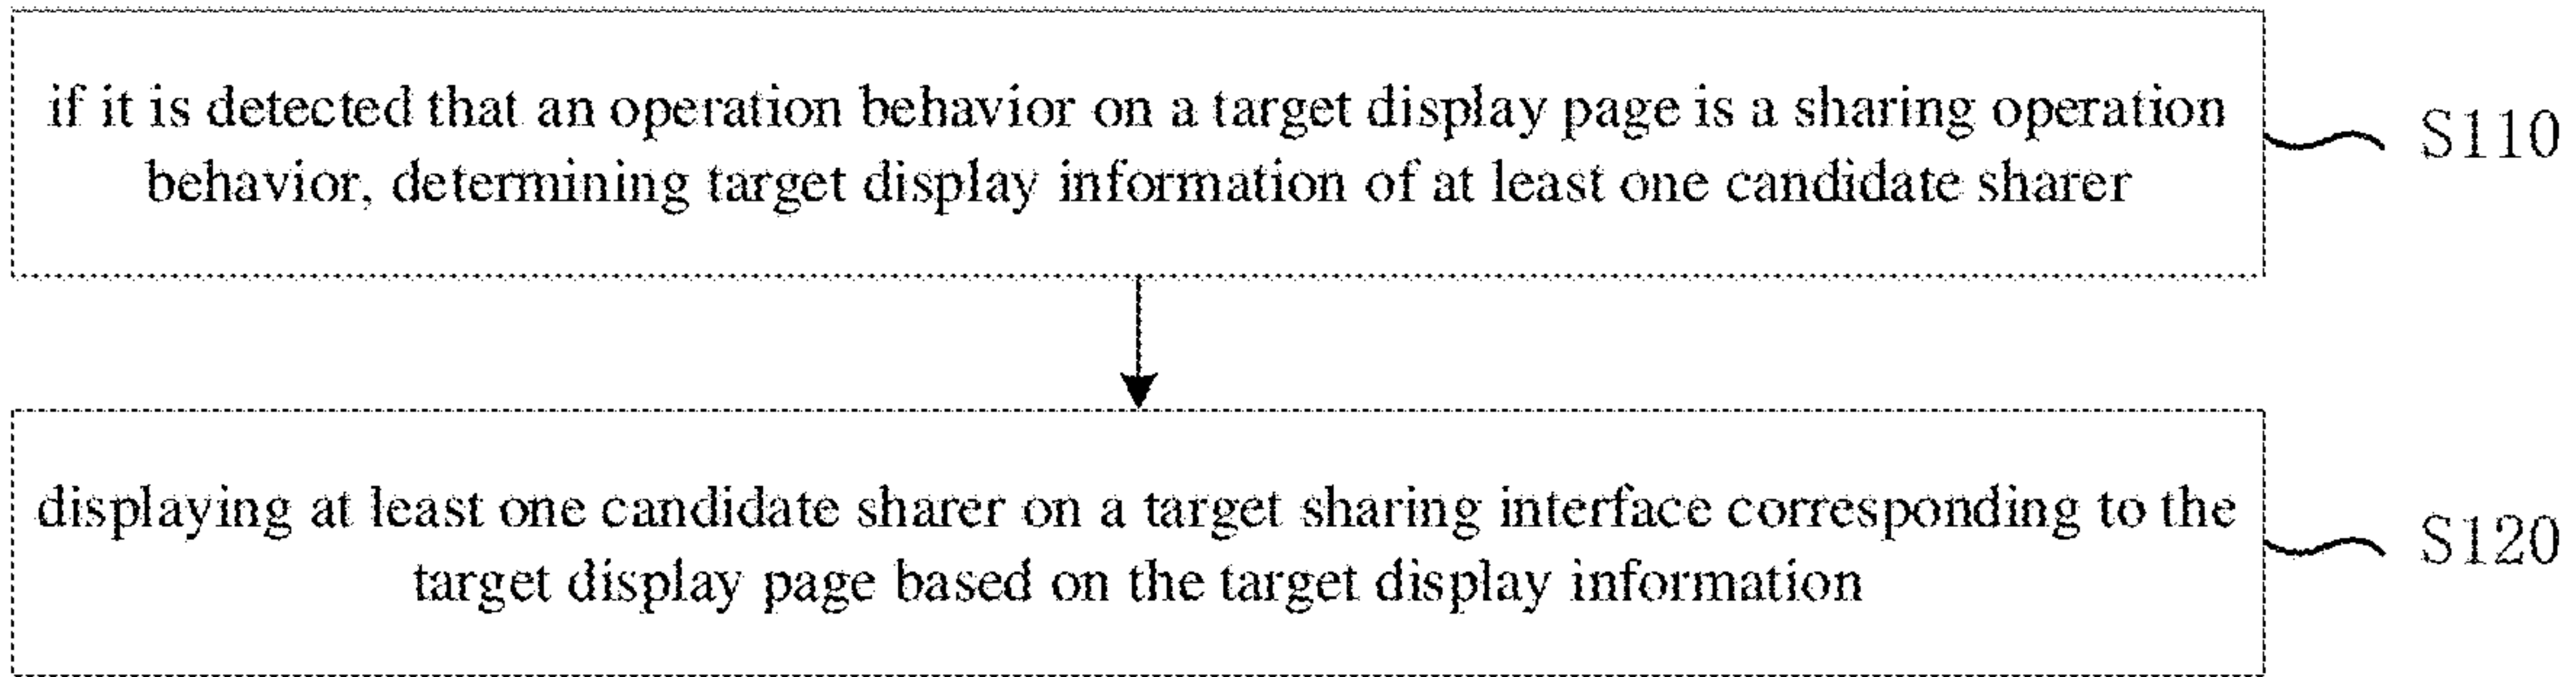 if it is detected that an operation behavior on a target display page is a sharing operation
behavior, determining target display information of at least one candidate sharer
S110
displaying at least one candidate sharer on a target sharing interface corresponding to the
target display page based on the target display information
S120